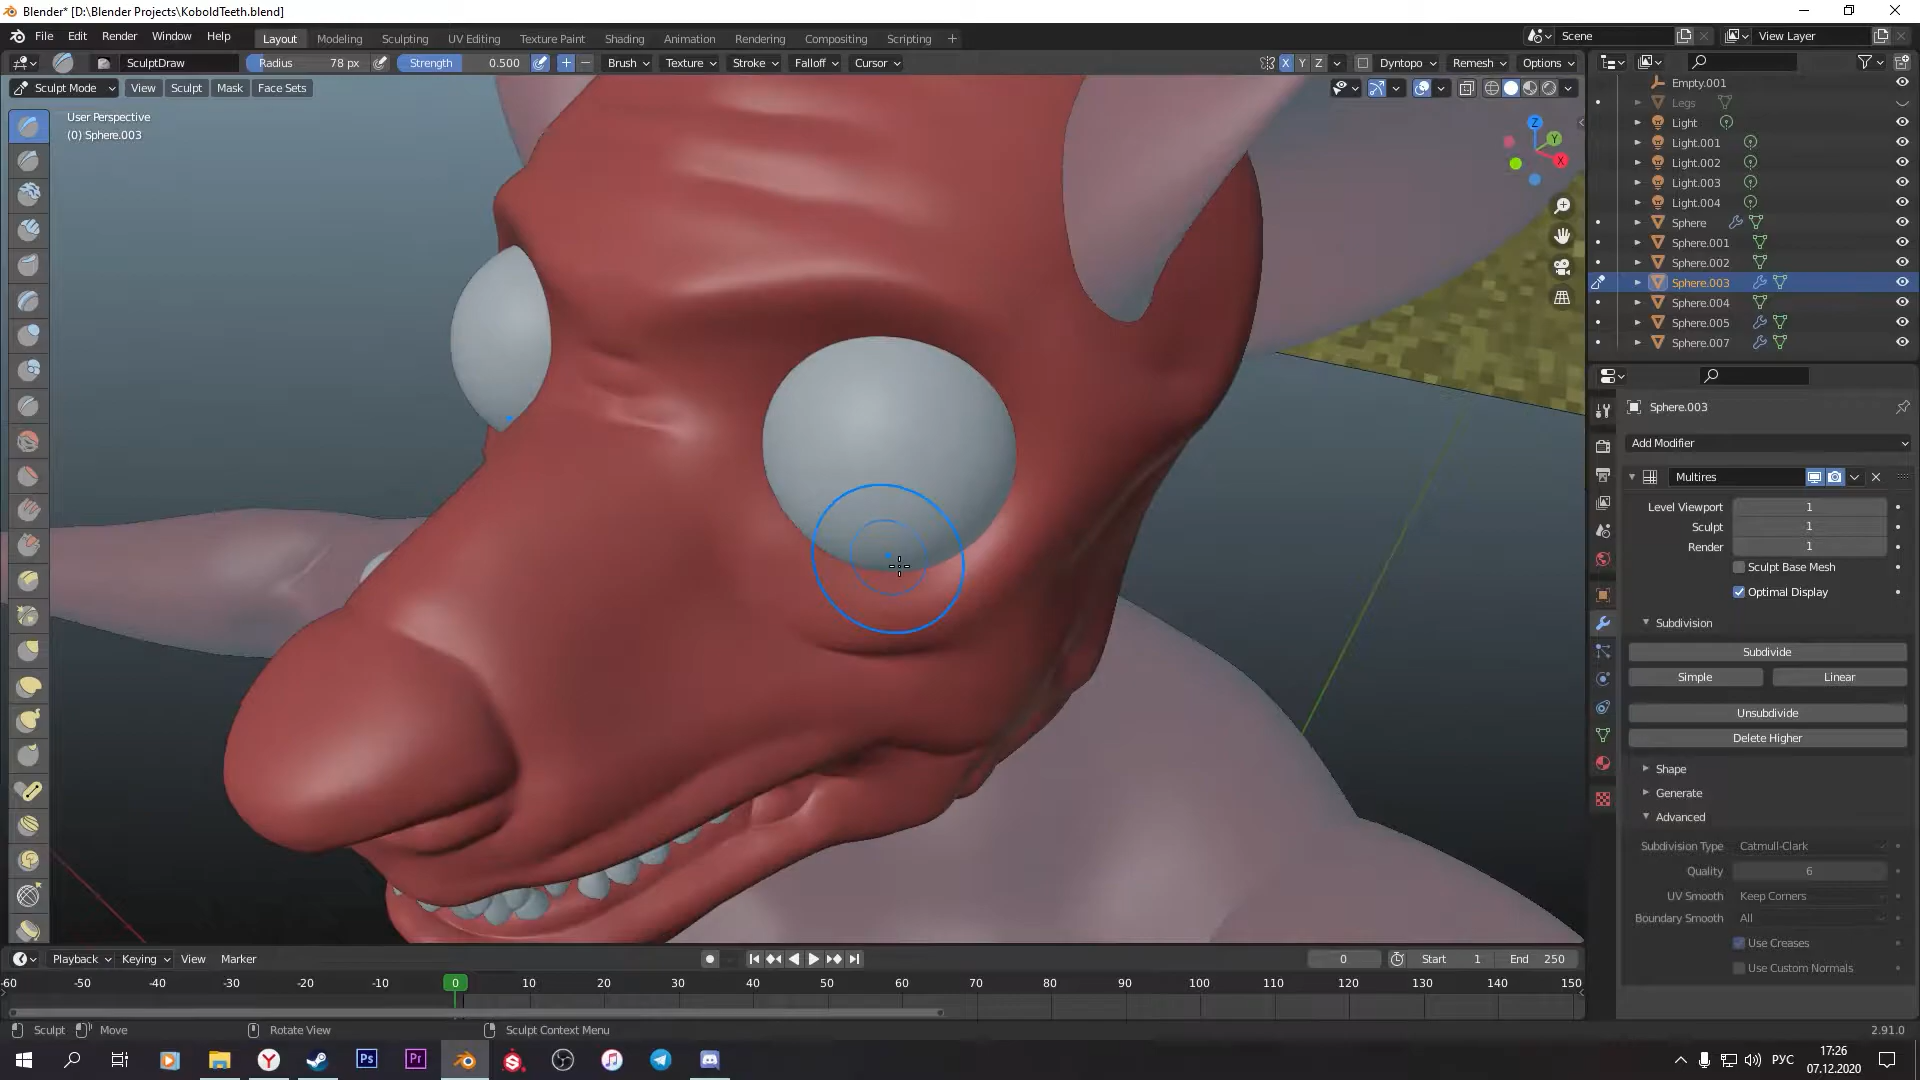 Blender* [D:\Blender Projects\KoboldTeeth.blend]
File Edit Render Window Help Layout Modeling Sculpting UV Editing Texture Paint Shading Animation Rendering Compositing Scripting + Scene View Layer
SculptDraw Radius 78 px Strength 0.500 Brush Texture Stroke Falloff Cursor X Y Z Dyntopo Remesh Options
Sculpt Mode View Sculpt Mask Face Sets
User Perspective
(0) Sphere.003
Z
Y
X
Empty.001
Legs
Light
Light.001
Light.002
Light.003
Light.004
Sphere
Sphere.001
Sphere.002
Sphere.003
Sphere.004
Sphere.005
Sphere.007
Sphere.003
Add Modifier
Multires
Level Viewport 1
Sculpt 1
Render 1
Sculpt Base Mesh
Optimal Display
Subdivision
Subdivide
Simple Linear
Unsubdivide
Delete Higher
Shape
Generate
Advanced
Subdivision Type Catmull-Clark
Quality 6
UV Smooth Keep Corners
Boundary Smooth All
Use Creases
Use Custom Normals
Playback Keying View Marker 0 Start 1 End 250
-60 -50 -40 -30 -20 -10 0 10 20 30 40 50 60 70 80 90 100 110 120 130 140 150
Sculpt Move Rotate View Sculpt Context Menu 2.91.0
Ps Pr РУС 17:26
07.12.2020